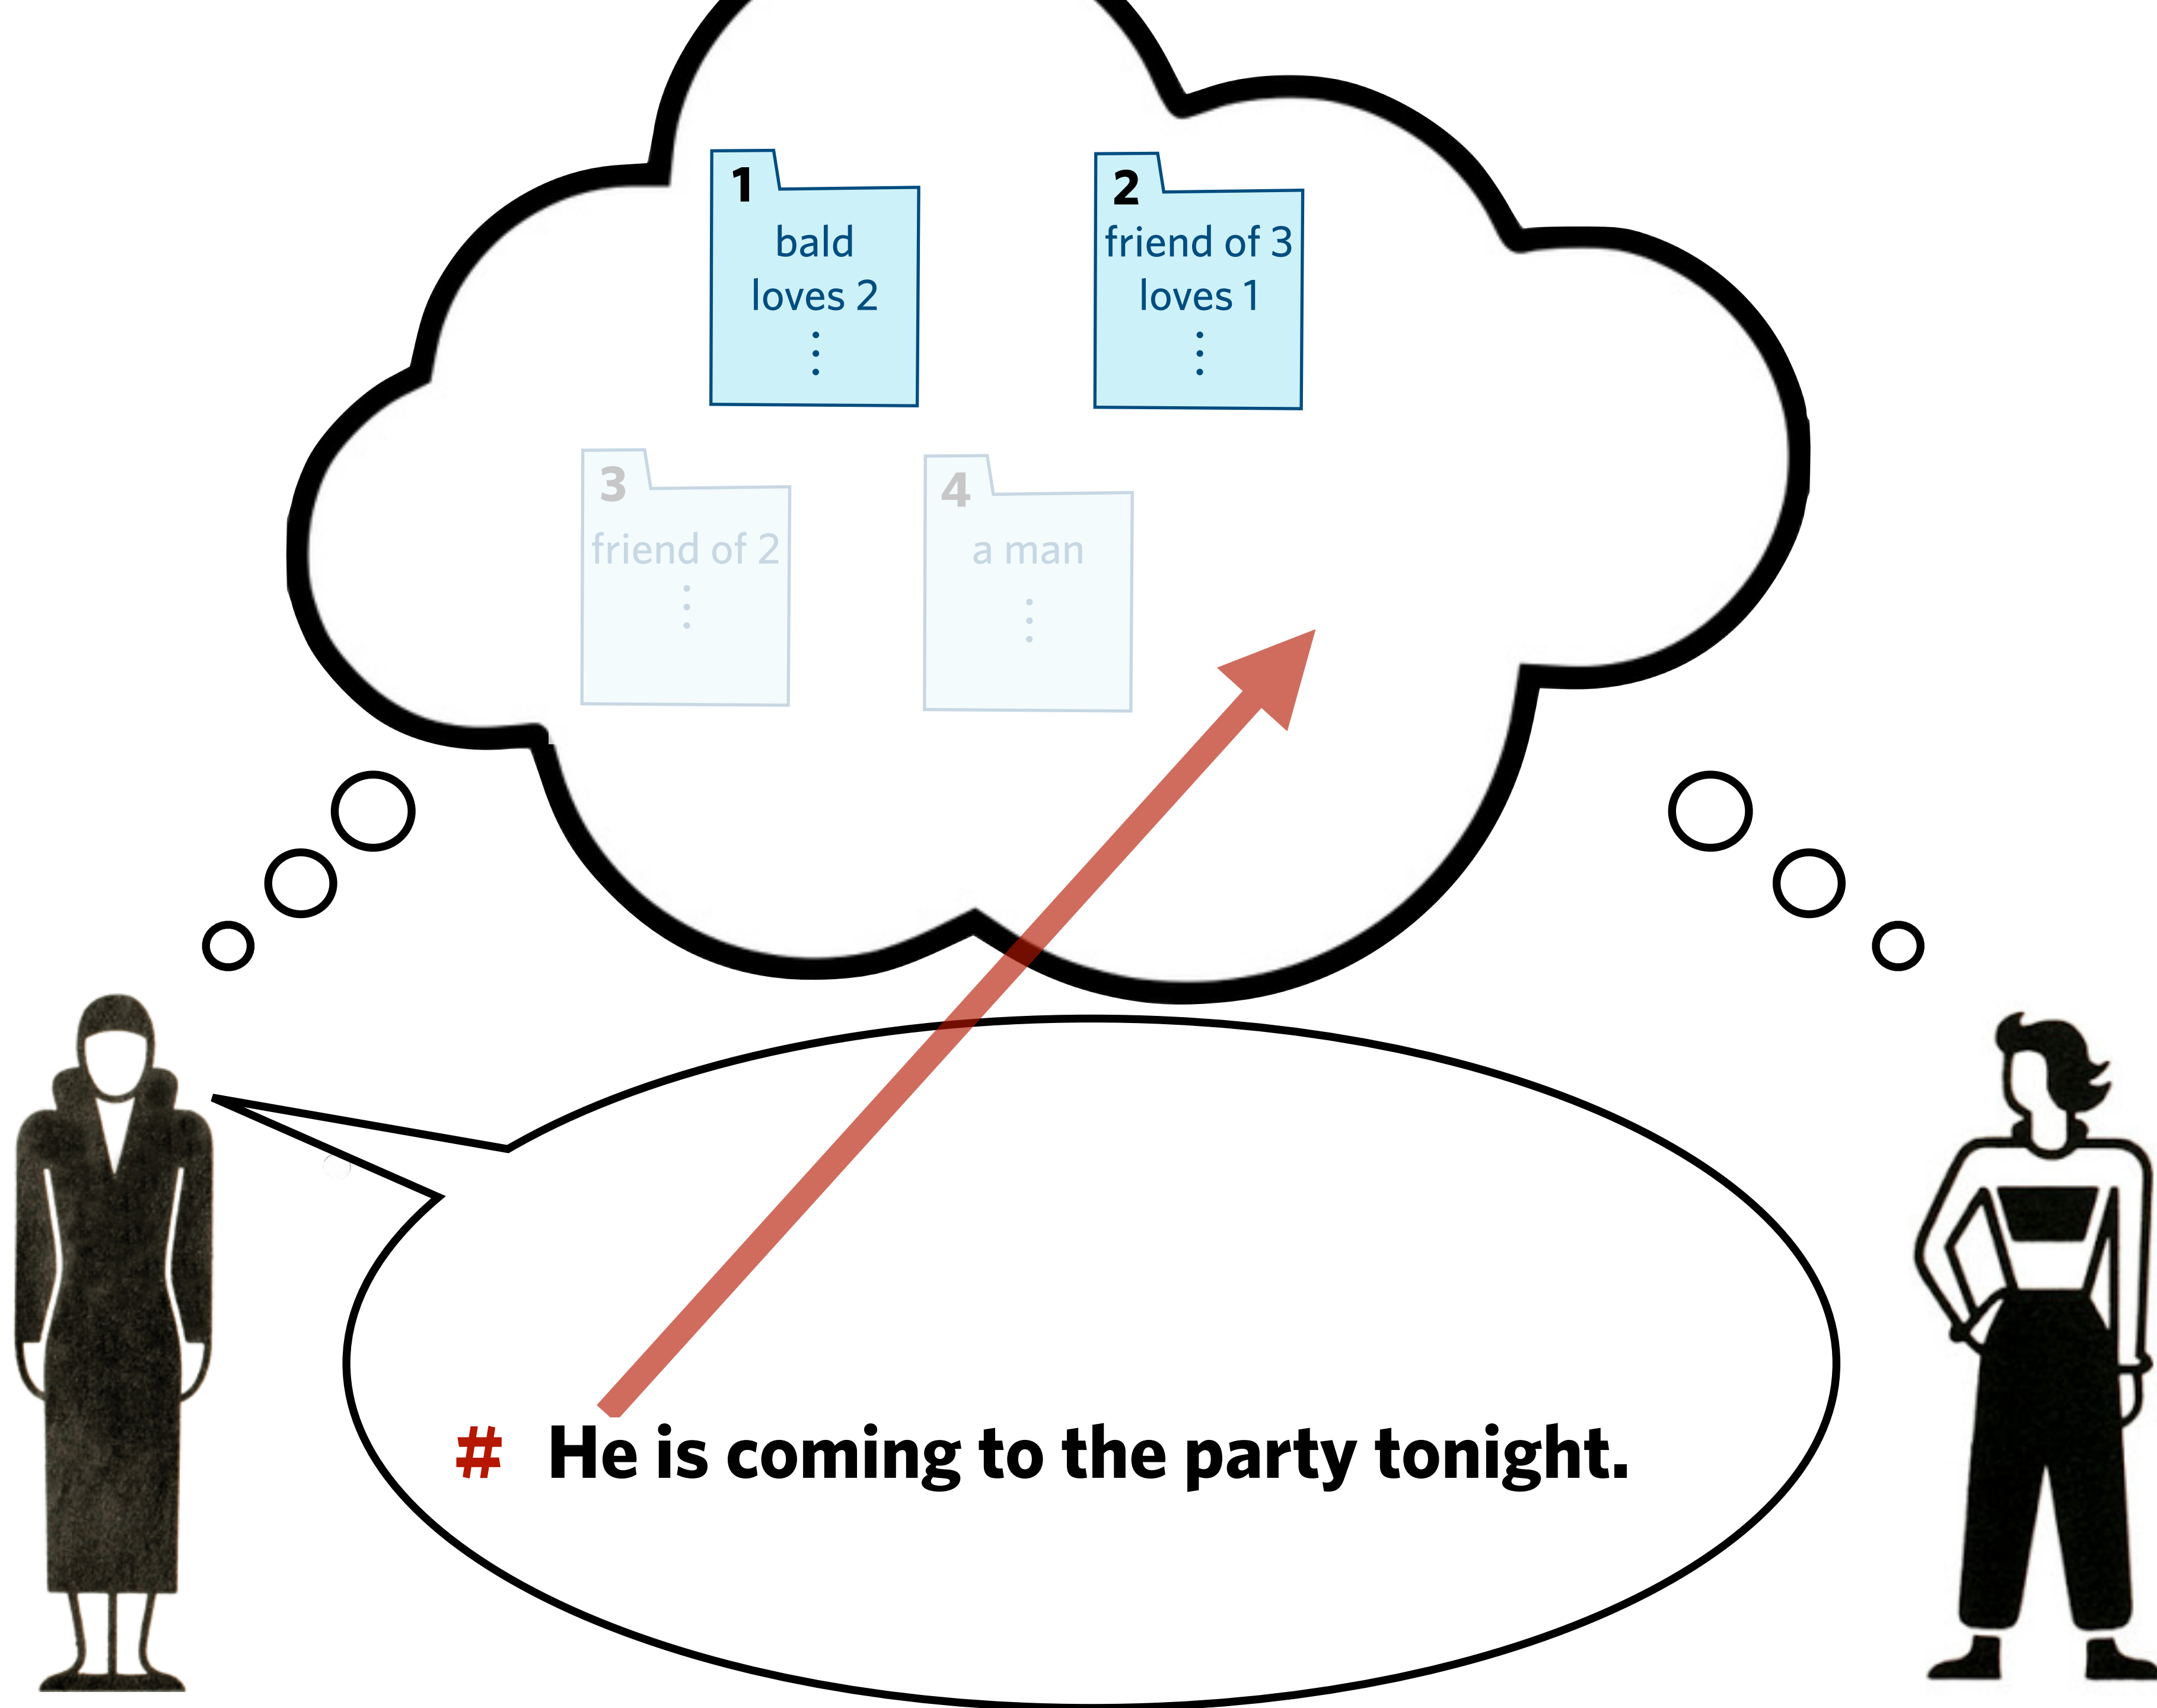 1
bald
loves 2
⋮
2
friend of 3
loves 1
⋮
3
friend of 2
⋮
4
a man
⋮
# He is coming to the party tonight.